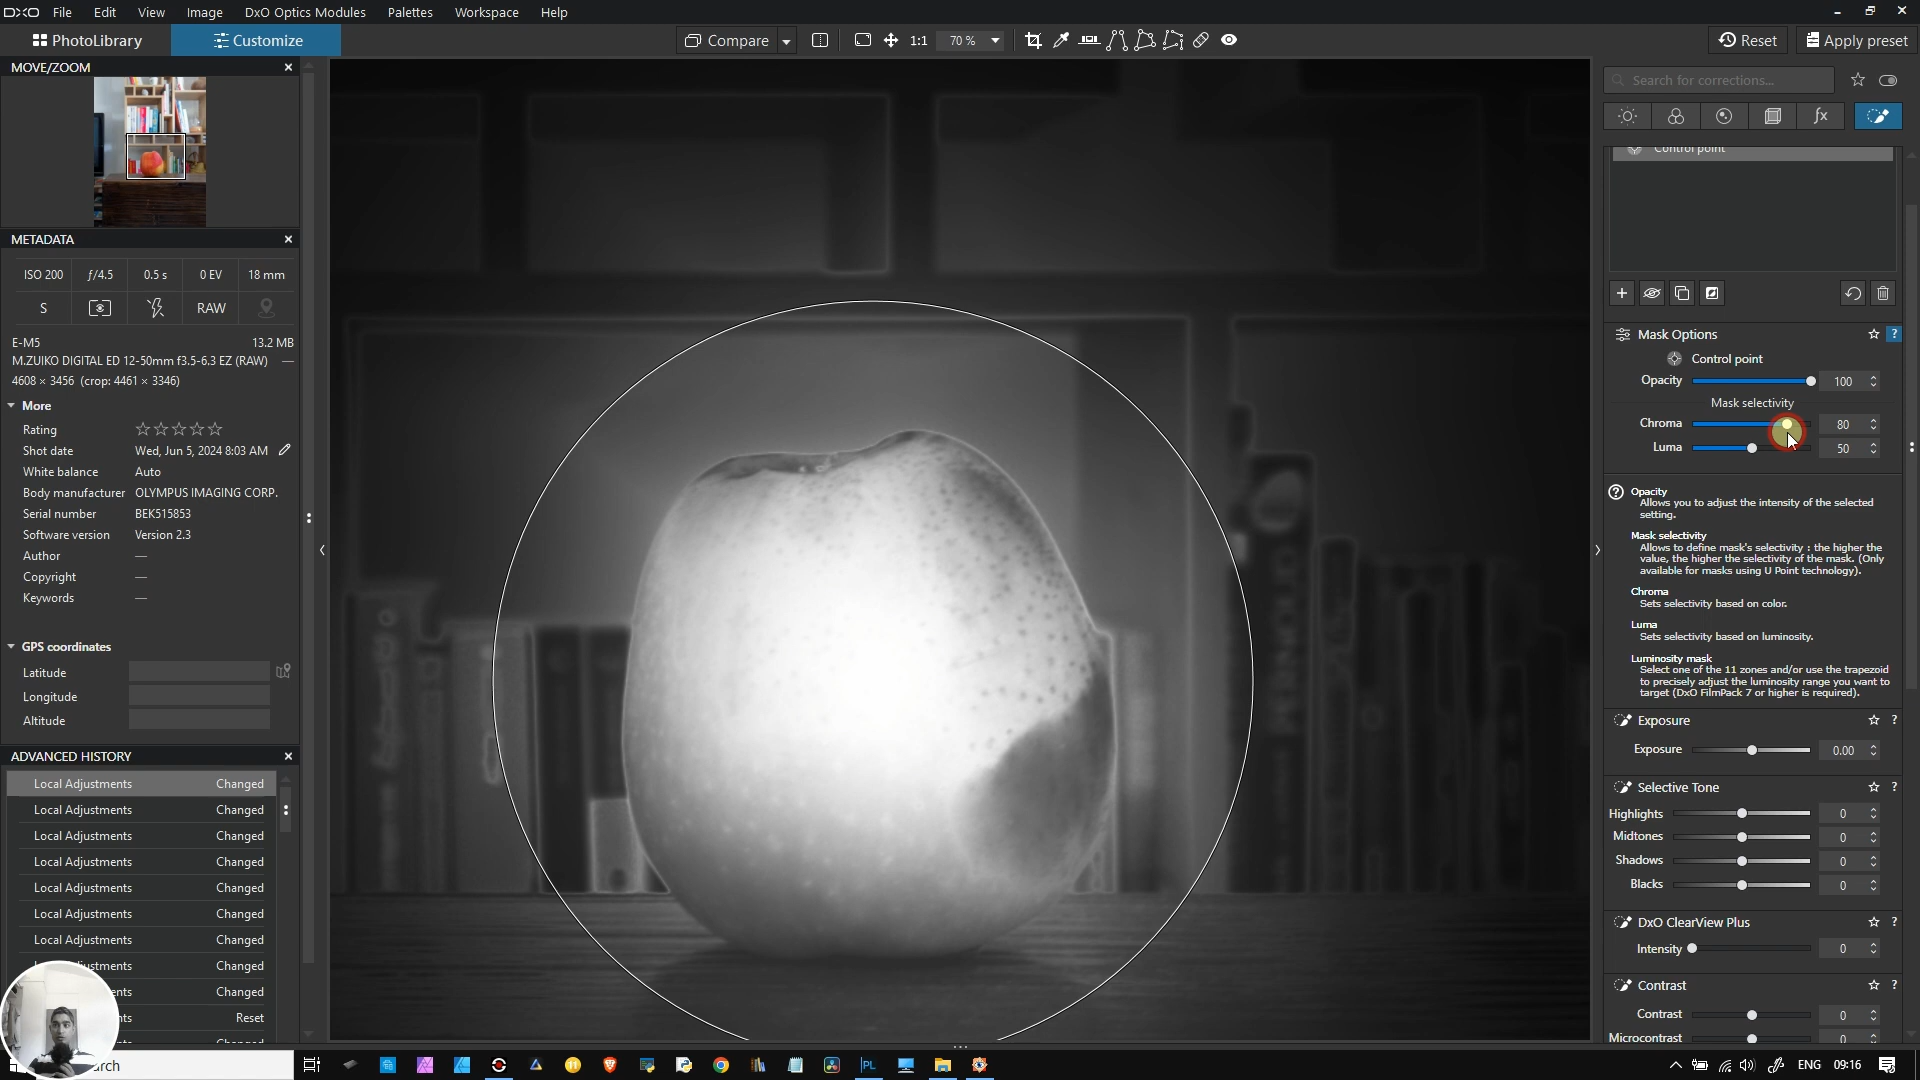 DxO File Edit View Image DxO Optics Modules Palettes Workspace Help
PhotoLibrary Customize Compare 1:1 70 % Reset Apply preset
MOVE/ZOOM
METADATA
ISO 200 ƒ/4.5 0.5 s 0 EV 18 mm
S RAW
E-M5 13.2 MB
M.ZUIKO DIGITAL ED 12-50mm f3.5-6.3 EZ (RAW) —
4608 × 3456 (crop: 4461 × 3346)
More
Rating
Shot date Wed, Jun 5, 2024 8:03 AM
White balance Auto
Body manufacturer OLYMPUS IMAGING CORP.
Serial number BEK515853
Software version Version 2.3
Author —
Copyright —
Keywords —
GPS coordinates
Latitude
Longitude
Altitude
ADVANCED HISTORY
Local Adjustments Changed
Local Adjustments Changed
Local Adjustments Changed
Local Adjustments Changed
Local Adjustments Changed
Local Adjustments Changed
Local Adjustments Changed
Changed
Changed
Reset
Search for corrections...
fx
Control point
Mask Options ?
Control point
Opacity 100
Mask selectivity
Chroma 80
Luma 50
Opacity
Allows you to adjust the intensity of the selected
setting.
Mask selectivity
Allows to define mask's selectivity : the higher the
value, the higher the selectivity of the mask. (Only
available for masks using U Point technology).
Chroma
Sets selectivity based on color.
Luma
Sets selectivity based on luminosity.
Luminosity mask
Select one of the 11 zones and/or use the trapezoid
to precisely adjust the luminosity range you want to
target (DxO FilmPack 7 or higher is required).
Exposure ?
Exposure 0.00
Selective Tone ?
Highlights 0
Midtones 0
Shadows 0
Blacks 0
DxO ClearView Plus ?
Intensity 0
Contrast ?
Contrast 0
Microcontrast 0
PL ENG 09:16